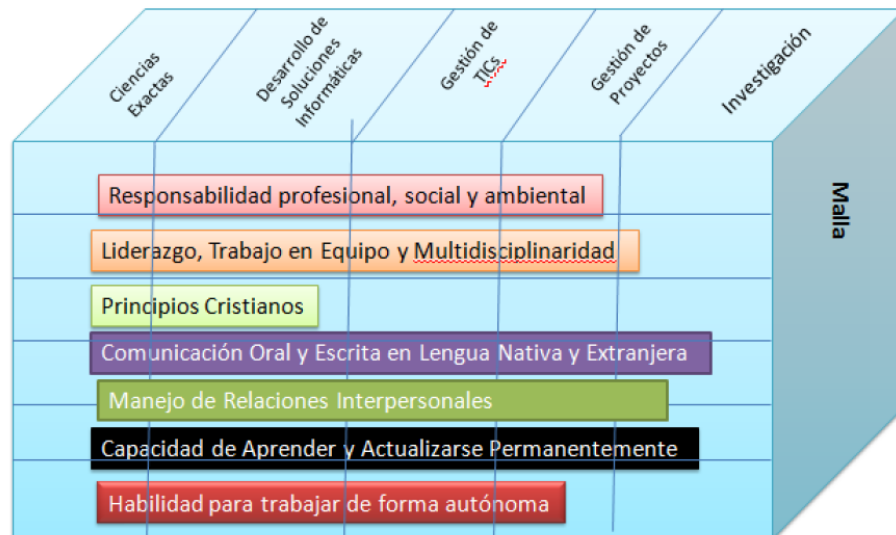 Ciencias
Exactas
Desarrollo de
Soluciones
Informáticas
Gestión de
TICs
Gestión de
Proyectos
Investigación
Malla
Responsabilidad profesional, social y ambiental
Liderazgo, Trabajo en Equipo y Multidisciplinaridad
Principios Cristianos
Comunicación Oral y Escrita en Lengua Nativa y Extranjera
Manejo de Relaciones Interpersonales
Capacidad de Aprender y Actualizarse Permanentemente
Habilidad para trabajar de forma autónoma